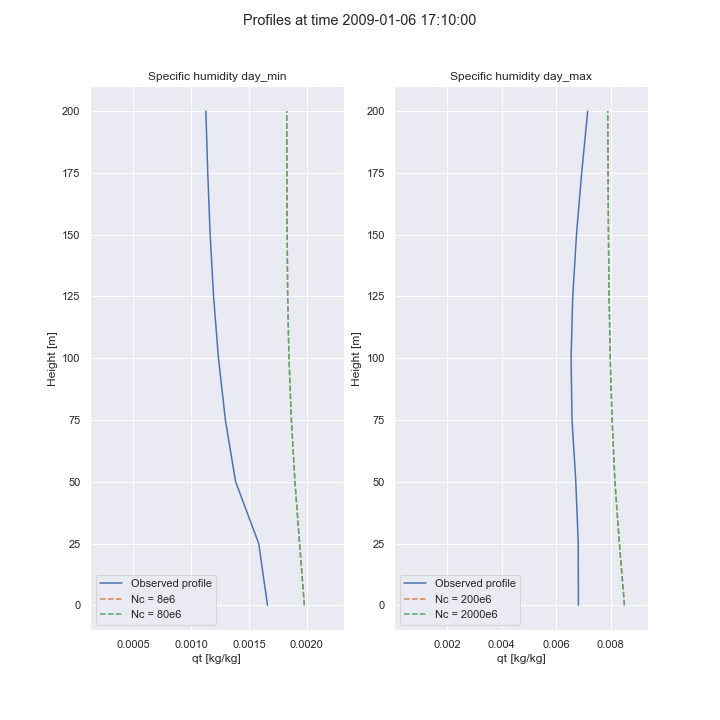 Profiles at time 2009-01-06 17:10:00
Specific humidity day_min
200
175
150
125
100
75
50
25
0
Height [m]
Observed profile
Nc = 8e6
Nc = 80e6
0.0005 0.0010 0.0015 0.0020
qt [kg/kg]
Specific humidity day_max
200
175
150
125
100
75
50
25
0
Height [m]
Observed profile
Nc = 200e6
Nc = 2000e6
0.002 0.004 0.006 0.008
qt [kg/kg]